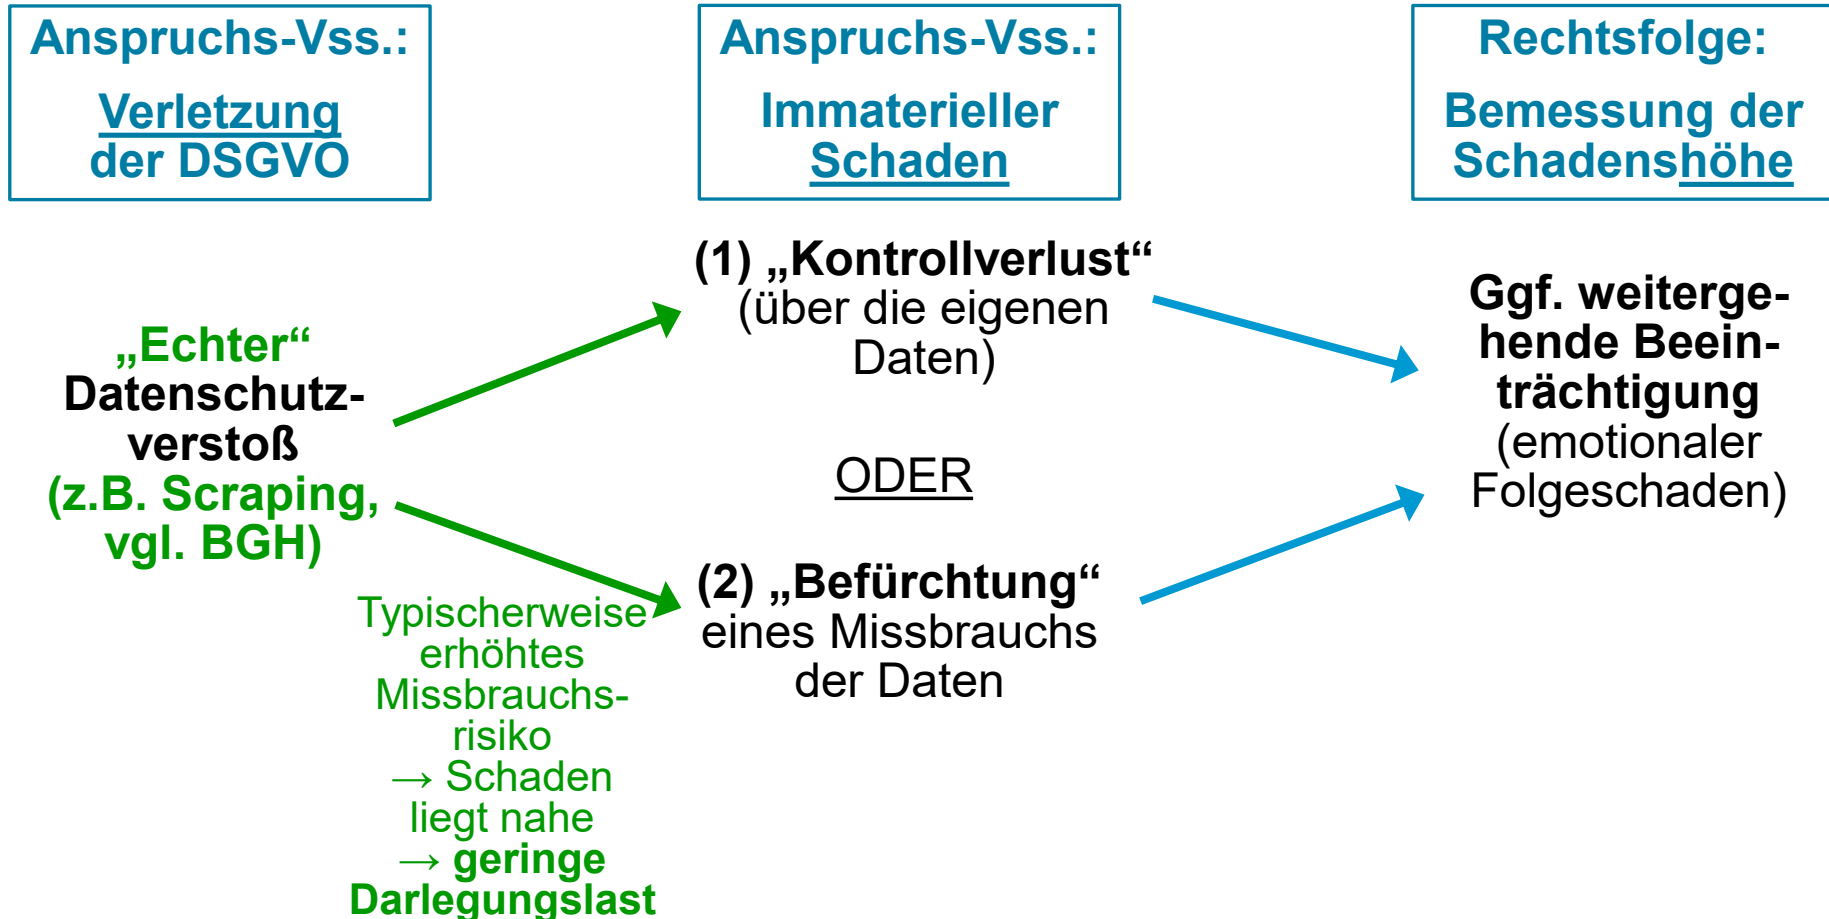 Anspruchs-Vss.:
Verletzung
der DSGVO
Anspruchs-Vss.:
Immaterieller
Schaden
Rechtsfolge:
Bemessung der
Schadenshöhe
„Echter“
Datenschutz-
verstoß
(z.B. Scraping,
vgl. BGH)
Typischerweise
erhöhtes
Missbrauchs-
risiko
→ Schaden
liegt nahe
→ geringe
Darlegungslast
(1) „Kontrollverlust“
(über die eigenen
Daten)
ODER
(2) „Befürchtung“
eines Missbrauchs
der Daten
Ggf. weiterge-
hende Beein-
trächtigung
(emotionaler
Folgeschaden)